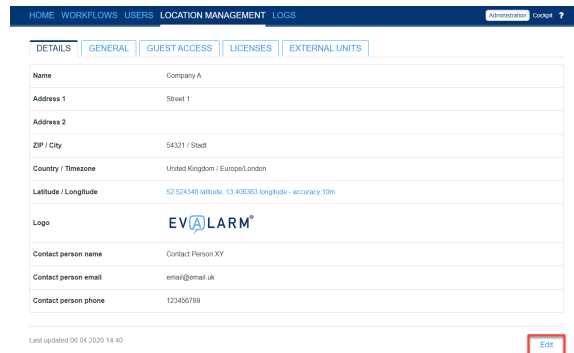 HOME WORKFLOWS USERS LOCATION MANAGEMENT LOGS Administration Cockpit ?
DETAILS GENERAL GUEST ACCESS LICENSES EXTERNAL UNITS
Name Company A
Address 1 Street 1
Address 2
ZIP / City 54321 / Stadt
Country / Timezone United Kingdom / Europe/London
Latitude / Longitude 52.524348 latitude, 13.406363 longitude - accuracy 10m
Logo EVALARM®
Contact person name Contact Person XY
Contact person email email@email.uk
Contact person phone 123456789
Last updated 06.04.2020 14:40 Edit